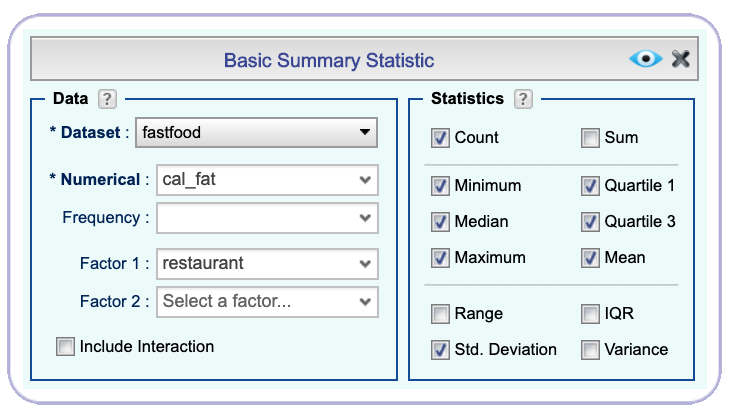 Basic Summary Statistic
Data ?
* Dataset : fastfood
* Numerical : cal_fat
Frequency :
Factor 1 : restaurant
Factor 2 : Select a factor...
Include Interaction
Statistics ?
Count Sum
Minimum Quartile 1
Median Quartile 3
Maximum Mean
Range IQR
Std. Deviation Variance